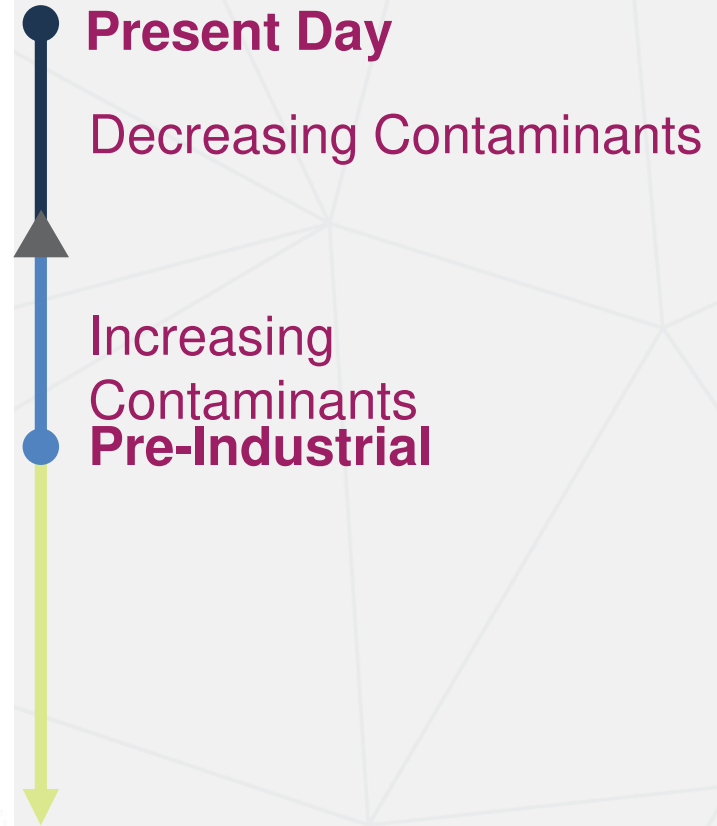 Present Day
Decreasing Contaminants
Increasing
Contaminants
Pre-Industrial